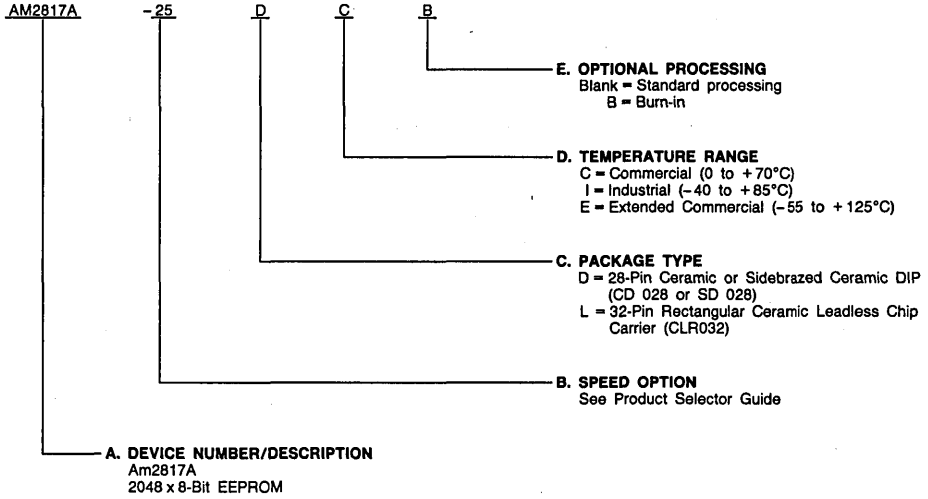 AM2817A -25 D C B
E. OPTIONAL PROCESSING
Blank = Standard processing
B = Burn-in
D. TEMPERATURE RANGE
C = Commercial (0 to +70°C)
I = Industrial (-40 to +85°C)
E = Extended Commercial (-55 to +125°C)
C. PACKAGE TYPE
D = 28-Pin Ceramic or Sidebrazed Ceramic DIP
(CD 028 or SD 028)
L = 32-Pin Rectangular Ceramic Leadless Chip
Carrier (CLR032)
B. SPEED OPTION
See Product Selector Guide
A. DEVICE NUMBER/DESCRIPTION
Am2817A
2048 x 8-Bit EEPROM